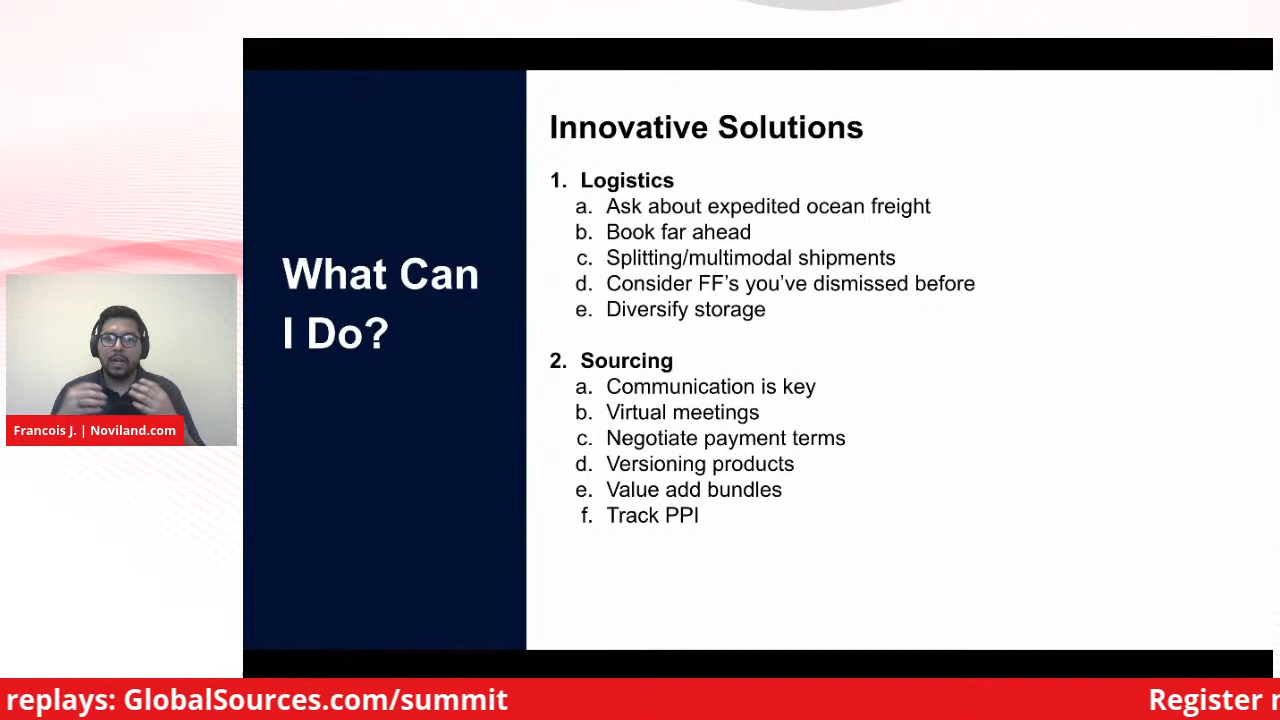 Innovative Solutions
1. Logistics
a. Ask about expedited ocean freight
b. Book far ahead
c. Splitting/multimodal shipments
d. Consider FF's you've dismissed before
e. Diversify storage
What Can
I Do?
2. Sourcing
a. Communication is key
b. Virtual meetings
c. Negotiate payment terms
d. Versioning products
e. Value add bundles
f. Track PPI
Francois J. | Noviland.com
replays: GlobalSources.com/summit
Register